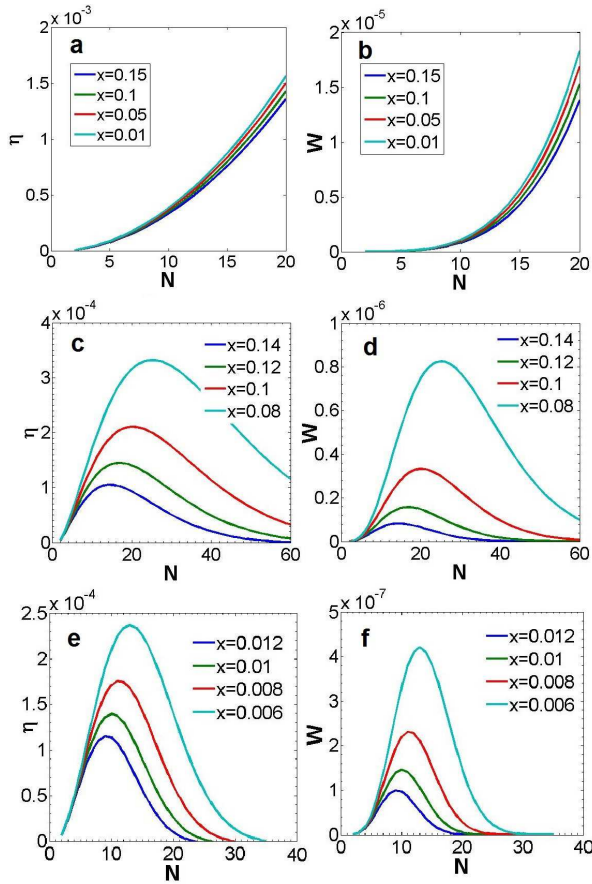 x 10⁻³
a
x=0.15
x=0.1
x=0.05
x=0.01
2
1.5
1
0.5
0
η
5
10
15
20
N
x 10⁻⁵
b
x=0.15
x=0.1
x=0.05
x=0.01
2
1.5
1
0.5
0
W
0
5
10
15
20
N
x 10⁻⁴
c
x=0.14
x=0.12
x=0.1
x=0.08
4
3
2
1
0
η
0
20
40
60
N
x 10⁻⁶
d
x=0.14
x=0.12
x=0.1
x=0.08
1
0.8
0.6
0.4
0.2
0
W
0
20
40
60
N
x 10⁻⁴
e
x=0.012
x=0.01
x=0.008
x=0.006
2.5
2
1.5
1
0.5
0
η
0
10
20
30
40
N
x 10⁻⁷
f
x=0.012
x=0.01
x=0.008
x=0.006
5
4
3
2
1
0
W
0
10
20
30
40
N